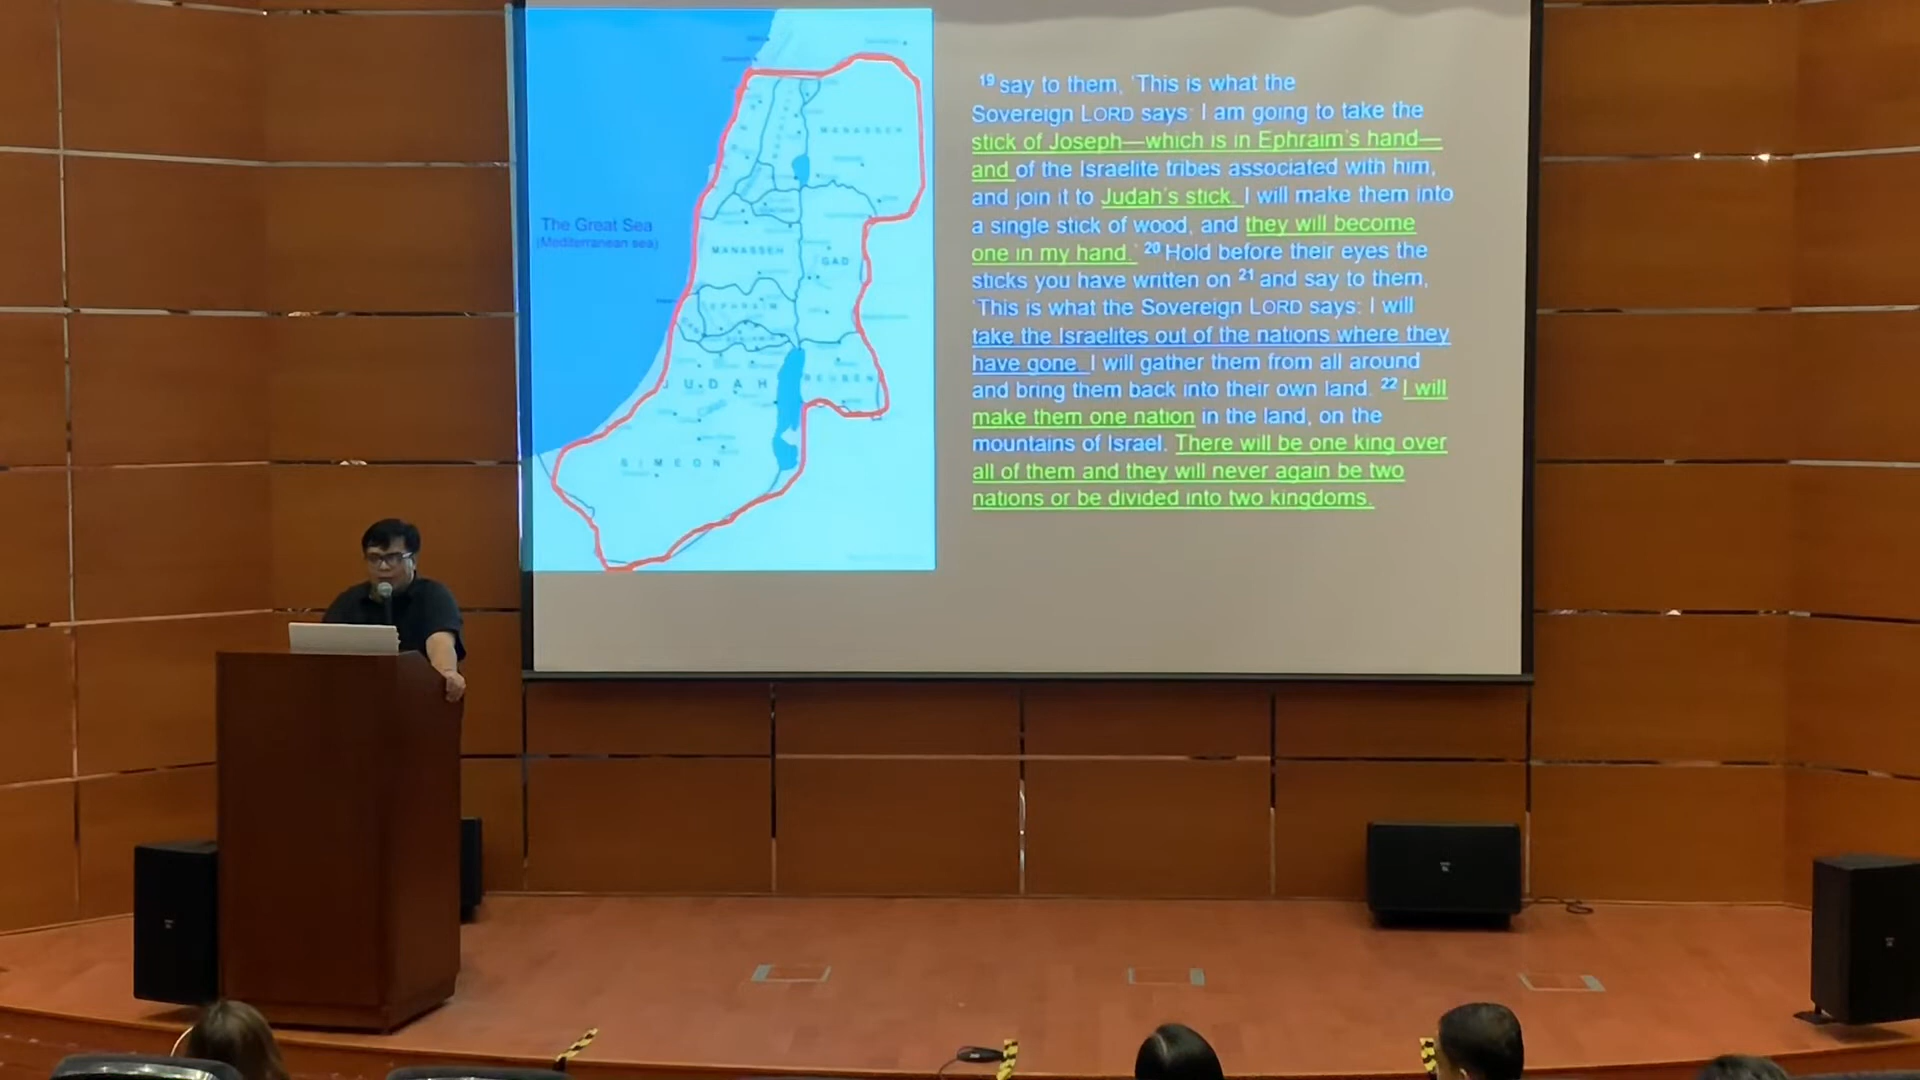 The Great Sea
(Mediterranean sea)
MANASSEH
MANASSEH
GAD
EPHRAIM
JUDAH
REUBEN
SIMEON
19 say to them, 'This is what the
Sovereign LORD says: I am going to take the
stick of Joseph—which is in Ephraim's hand—
and of the Israelite tribes associated with him,
and join it to Judah's stick. I will make them into
a single stick of wood, and they will become
one in my hand.' 20 Hold before their eyes the
sticks you have written on 21 and say to them,
'This is what the Sovereign LORD says: I will
take the Israelites out of the nations where they
have gone. I will gather them from all around
and bring them back into their own land. 22 I will
make them one nation in the land, on the
mountains of Israel. There will be one king over
all of them and they will never again be two
nations or be divided into two kingdoms.